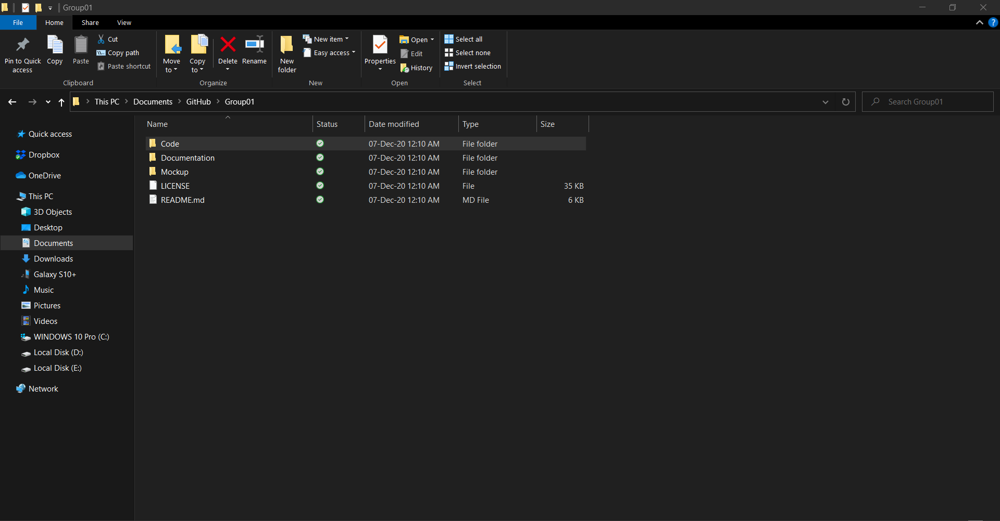 Group01
File Home Share View
Pin to Quick access
Copy
Paste
Cut
Copy path
Paste shortcut
Clipboard
Move to
Copy to
Delete
Rename
Organize
New folder
New item
Easy access
New
Properties
Open
Edit
History
Open
Select all
Select none
Invert selection
Select
This PC Documents GitHub Group01
Search Group01
Quick access
Dropbox
OneDrive
This PC
3D Objects
Desktop
Documents
Downloads
Galaxy S10+
Music
Pictures
Videos
WINDOWS 10 Pro (C:)
Local Disk (D:)
Local Disk (E:)
Network
Name Status Date modified Type Size
Code 07-Dec-20 12:10 AM File folder
Documentation 07-Dec-20 12:10 AM File folder
Mockup 07-Dec-20 12:10 AM File folder
LICENSE 07-Dec-20 12:10 AM File 35 KB
README.md 07-Dec-20 12:10 AM MD File 6 KB